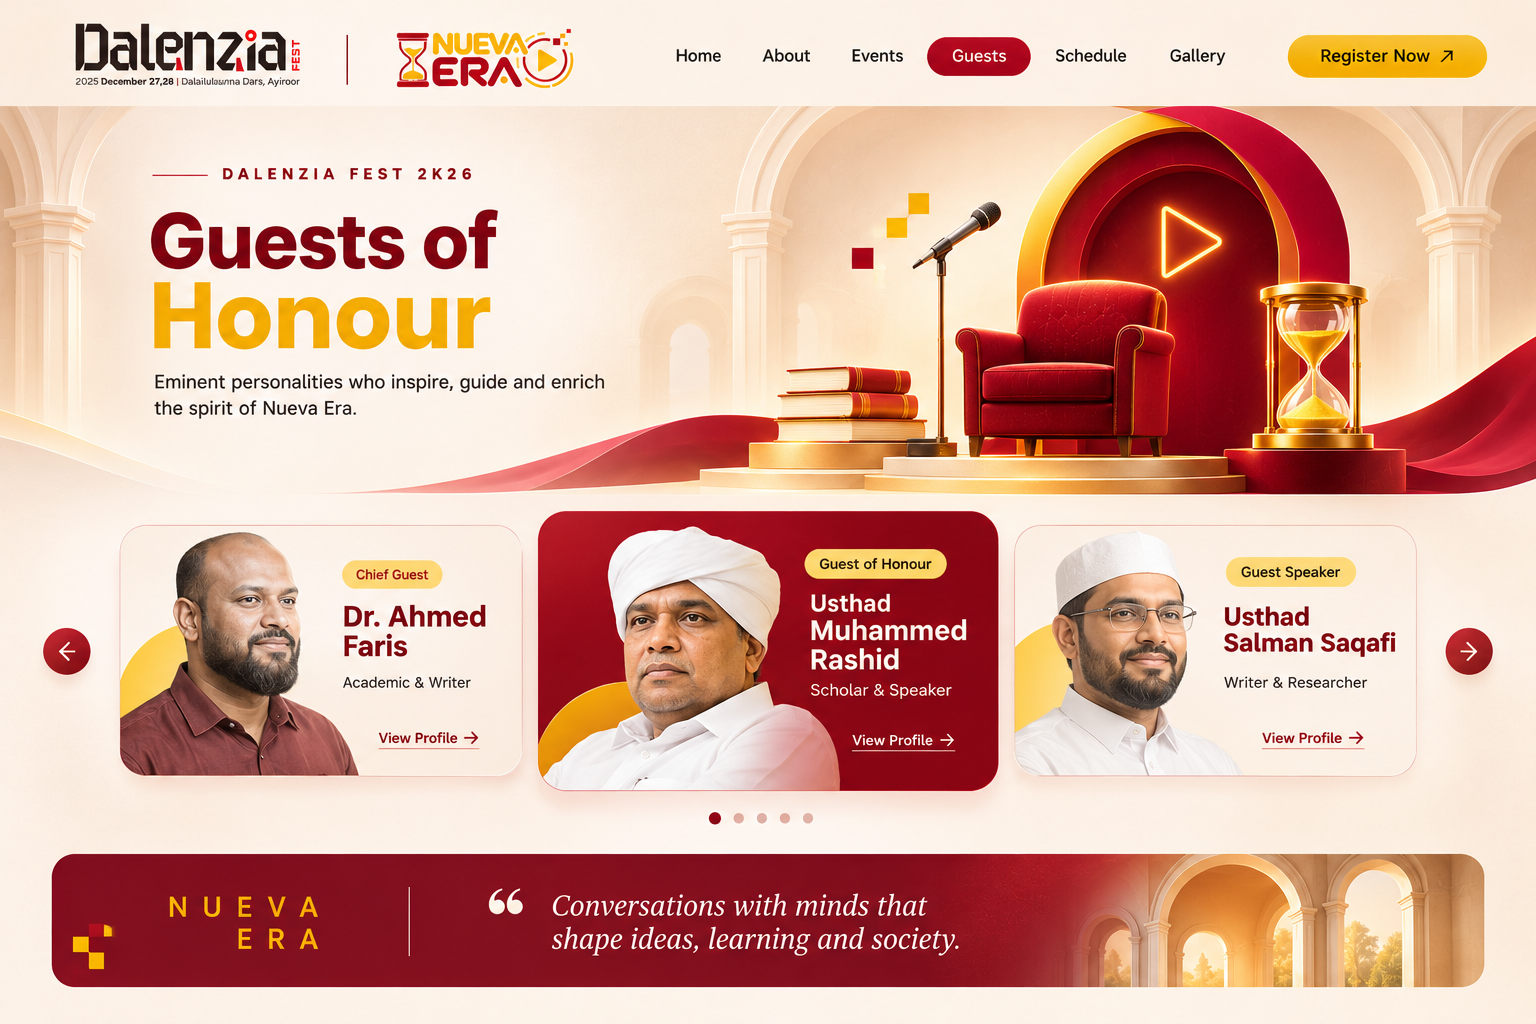 Dalenzia FEST
2025 December 27,28 | Dalailulsunna Dars, Ayiroor
NUEVA
ERA
Home
About
Events
Guests
Schedule
Gallery
Register Now
DALENZIA FEST 2K26
Guests of
Honour
Eminent personalities who inspire, guide and enrich
the spirit of Nueva Era.
Chief Guest
Dr. Ahmed
Faris
Academic & Writer
View Profile
Guest of Honour
Usthad
Muhammed
Rashid
Scholar & Speaker
View Profile
Guest Speaker
Usthad
Salman Saqafi
Writer & Researcher
View Profile
NUEVA
ERA
“ Conversations with minds that
shape ideas, learning and society.